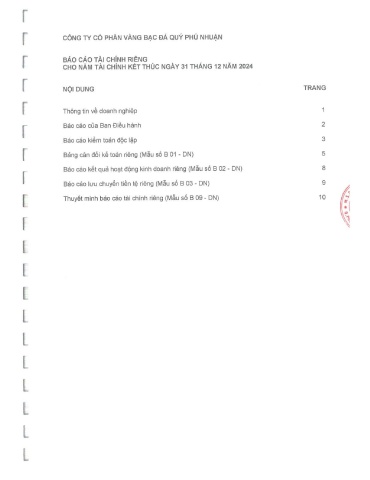 CÔNG TY CỔ PHẦN VÀNG BẠC ĐÁ QUÝ PHÚ NHUẬN
BÁO CÁO TÀI CHÍNH RIÊNG
CHO NĂM TÀI CHÍNH KẾT THÚC NGÀY 31 THÁNG 12 NĂM 2024
NỘI DUNG TRANG
Thông tin về doanh nghiệp 1
Báo cáo của Ban Điều hành 2
Báo cáo kiểm toán độc lập 3
Bảng cân đối kế toán riêng (Mẫu số B 01 - DN) 5
Báo cáo kết quả hoạt động kinh doanh riêng (Mẫu số B 02 - DN) 8
Báo cáo lưu chuyển tiền tệ riêng (Mẫu số B 03 - DN) 9
Thuyết minh báo cáo tài chính riêng (Mẫu số B 09 - DN) 10